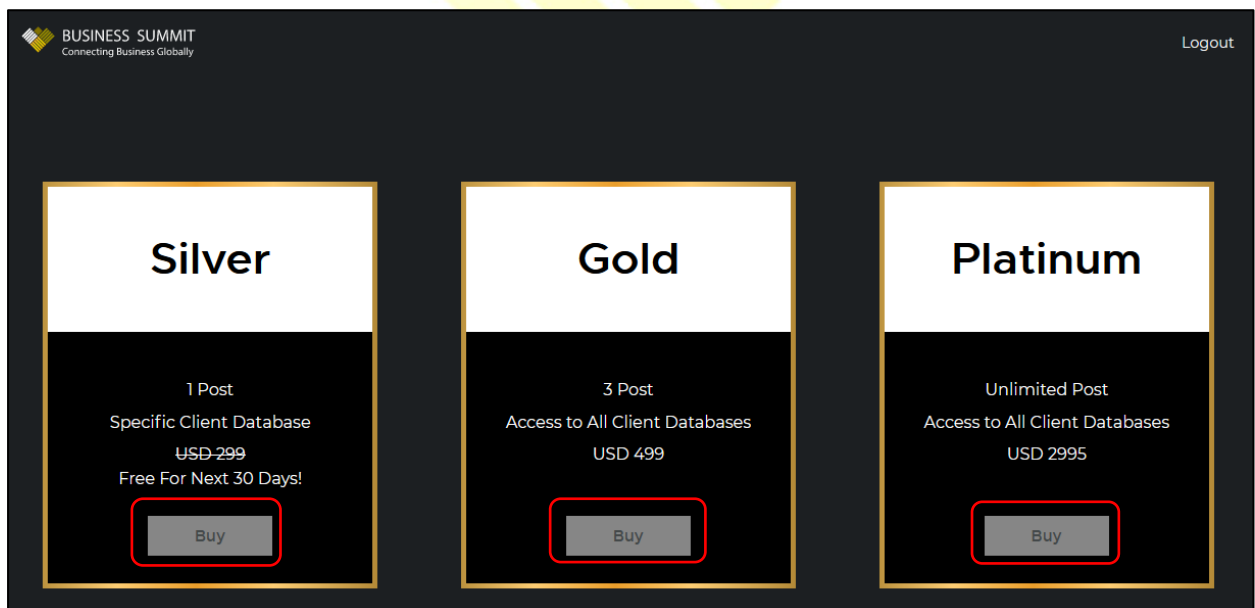 BUSINESS SUMMIT
Connecting Business Globally
Logout
Silver
1 Post
Specific Client Database
USD 299
Free For Next 30 Days!
Buy
Gold
3 Post
Access to All Client Databases
USD 499
Buy
Platinum
Unlimited Post
Access to All Client Databases
USD 2995
Buy